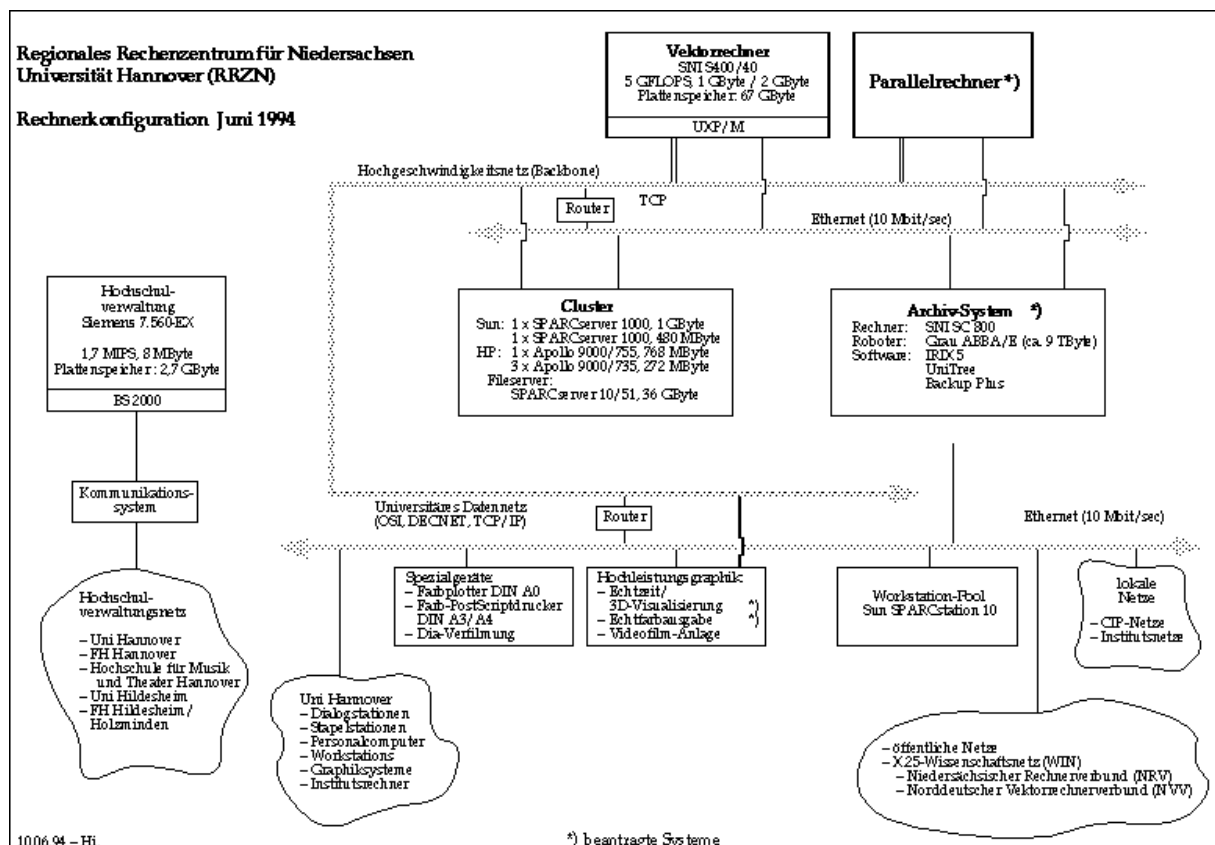 Regionales Rechenzentrum für Niedersachsen
Universität Hannover (RRZN)
Rechnerkonfiguration Juni 1994
Vektorrechner
SNI S400/40
5 GFLOPS, 1 GByte / 2 GByte
Plattenspeicher: 67 GByte
UXP/M
Parallelrechner *)
Hochgeschwindigkeitsnetz (Backbone)
TCP
Router
Ethernet (10 Mbit/sec)
Hochschul-
verwaltung
Siemens 7.560-EX
1,7 MIPS, 8 MByte
Plattenspeicher: 2,7 GByte
BS2000
Cluster
Sun: 1 x SPARCserver 1000, 1 GByte
1 x SPARCserver 1000, 480 MByte
HP: 1 x Apollo 9000/755, 768 MByte
3 x Apollo 9000/735, 272 MByte
Fileserver:
SPARCserver 10/51, 36 GByte
Archiv-System *)
Rechner: SNI SC 800
Roboter: Grau ABBA/E (ca. 9 TByte)
Software: IRIX 5
UniTree
Backup Plus
Kommunikations-
system
Universitäres Datennetz
(OSI, DECNET, TCP/IP)
Router
Ethernet (10 Mbit/sec)
Hochschul-
verwaltungsnetz
– Uni Hannover
– FH Hannover
– Hochschule für Musik
und Theater Hannover
– Uni Hildesheim
– FH Hildesheim/
Holzminden
Spezialgeräte:
– Farbplotter DIN A0
– Farb-PostScriptdrucker
DIN A3/A4
– Dia-Verfilmung
Hochleistungsgraphik:
– Echtzeit/
3D-Visualisierung *)
– Echtfarbausgabe *)
– Videofilm-Anlage
Workstation-Pool
Sun SPARCstation 10
lokale
Netze
– CIP-Netze
– Institutsnetze
Uni Hannover
– Dialogstationen
– Stapelstationen
– Personalcomputer
– Workstations
– Graphiksysteme
– Institutsrechner
– öffentliche Netze
– X.25-Wissenschaftsnetz (WIN)
– Niedersächsischer Rechnerverbund (NRV)
– Norddeutscher Vektorrechnerverbund (NVV)
10.06.94 – Hi.
*) beantragte Systeme